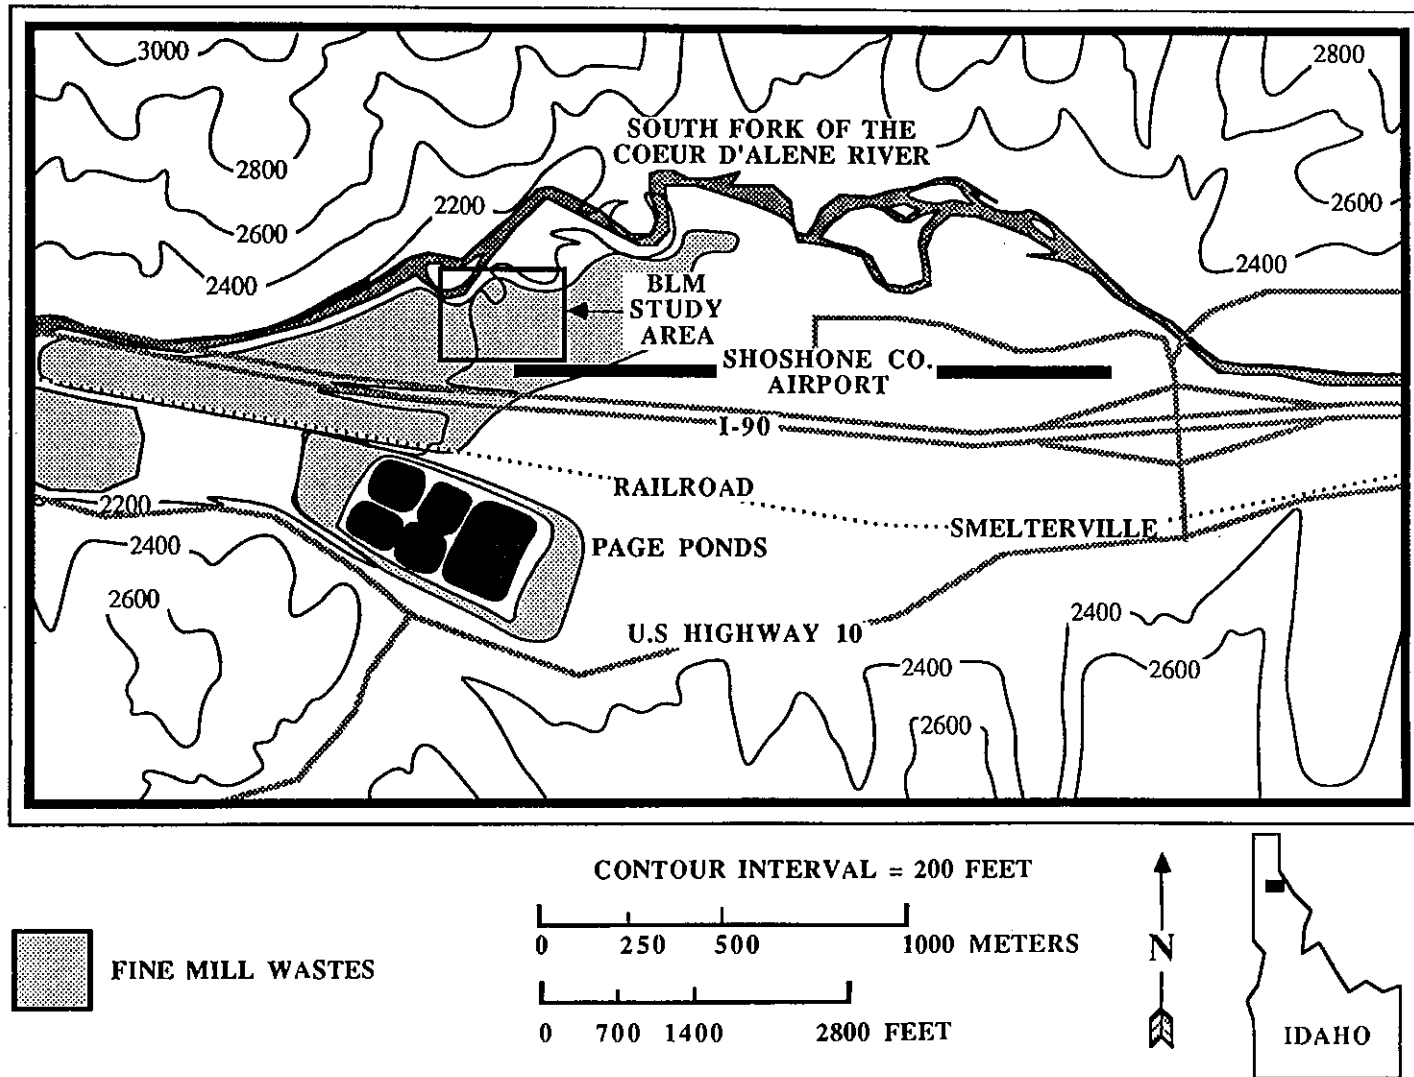 3000
2800
2800
SOUTH FORK OF THE
COEUR D'ALENE RIVER
2600
2200
2600
2400
2400
BLM
STUDY
AREA
SHOSHONE CO.
AIRPORT
I-90
RAILROAD
2200
SMELTERVILLE
2400
PAGE PONDS
2600
2400
U.S HIGHWAY 10
2400
2600
2600
CONTOUR INTERVAL = 200 FEET
0 250 500 1000 METERS
0 700 1400 2800 FEET
FINE MILL WASTES
N
IDAHO